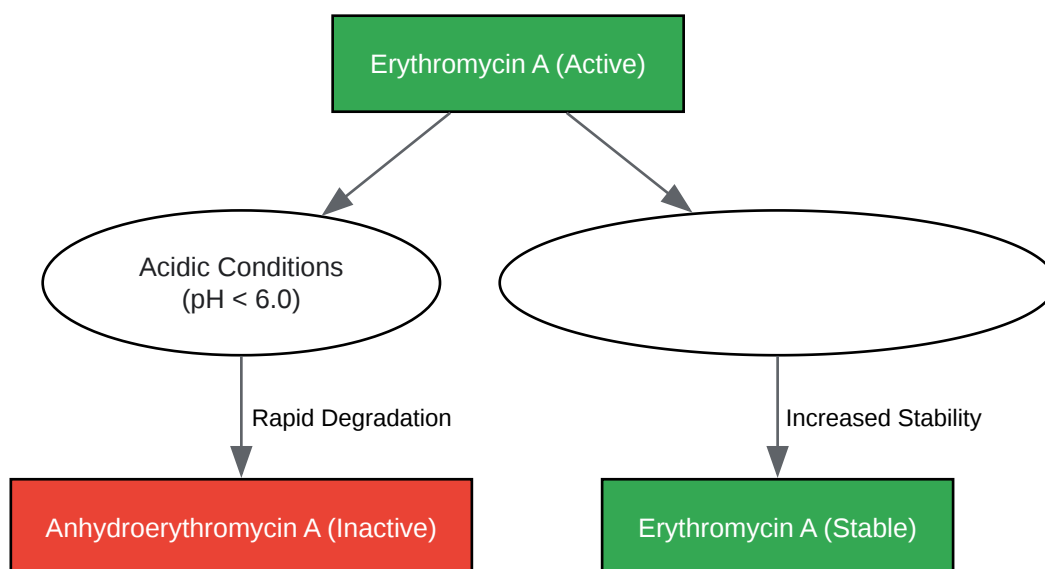 Erythromycin A (Active)
Acidic Conditions
(pH < 6.0)
Rapid Degradation
Increased Stability
Anhydroerythromycin A (Inactive)
Erythromycin A (Stable)